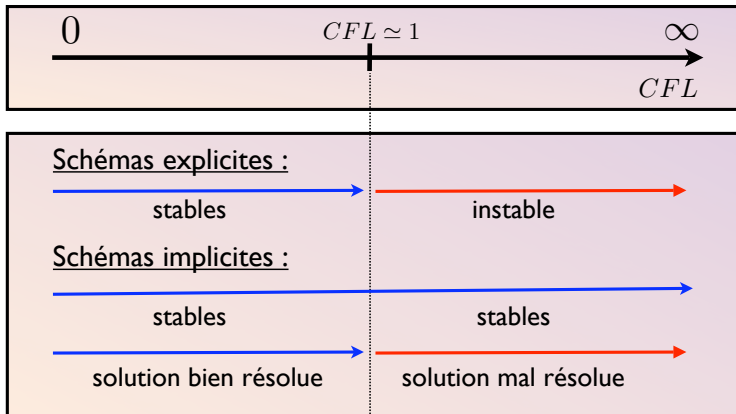 0 CFL ≃ 1 ∞
CFL
Schémas explicites :
stables instable
Schémas implicites :
stables stables
solution bien résolue solution mal résolue